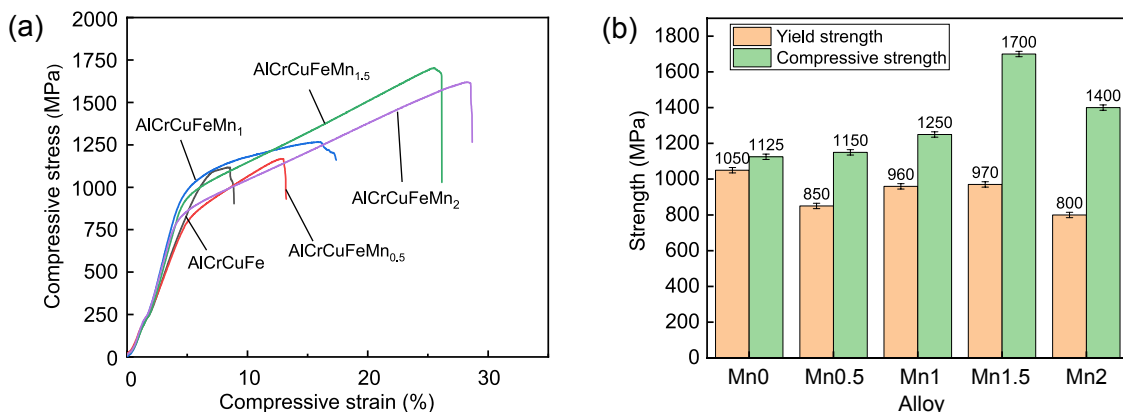 (a)
2000
1750
1500
1250
1000
750
500
250
0
Compressive stress (MPa)
0
10
20
30
Compressive strain (%)
AlCrCuFeMn1.5
AlCrCuFeMn1
AlCrCuFeMn2
AlCrCuFe
AlCrCuFeMn0.5
(b)
Yield strength
Compressive strength
1800
1600
1400
1200
1000
800
600
400
200
0
Strength (MPa)
1050
1125
850
1150
960
1250
970
1700
800
1400
Mn0
Mn0.5
Mn1
Mn1.5
Mn2
Alloy